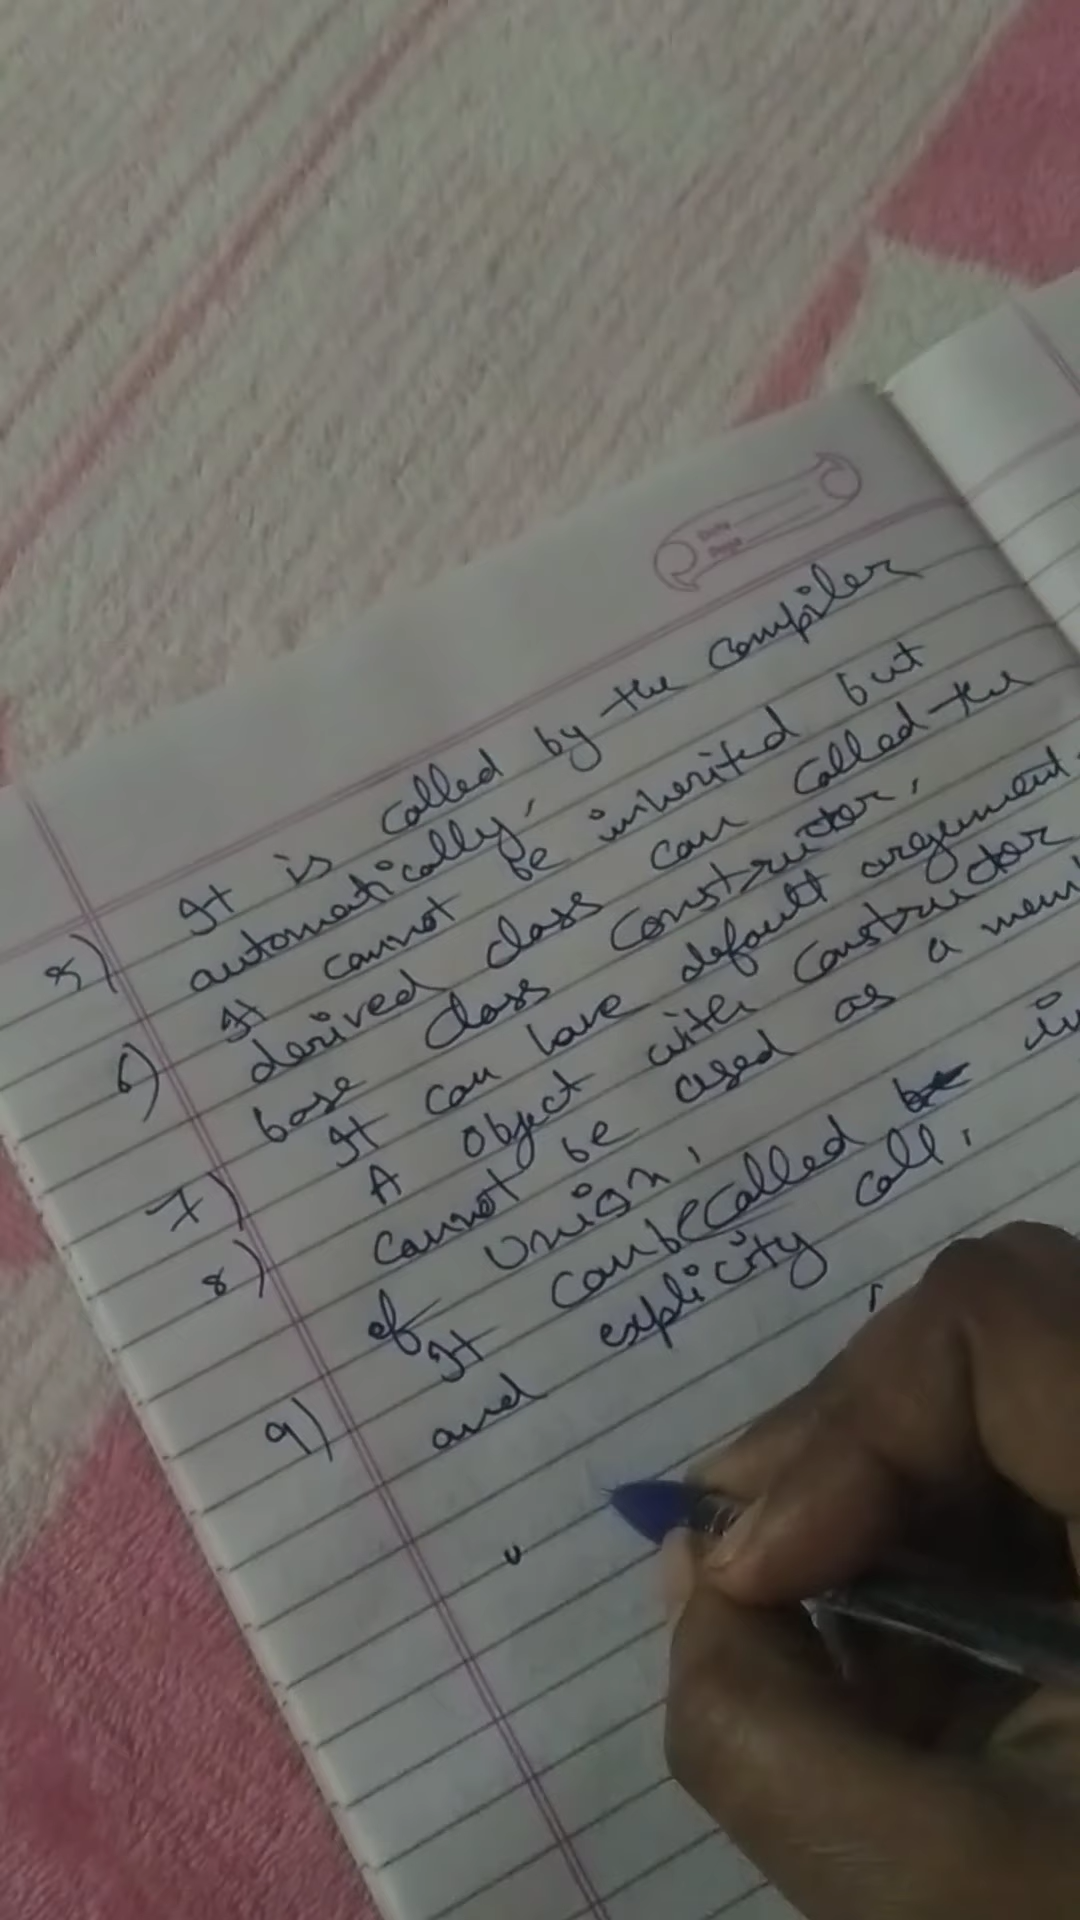 Date
Page
5) It is called by the compiler
automatically.
6) It cannot be inherited but
derived class can called the
base class constructor.
7) It can have default argument.
8) A object with constructor
cannot be used as a
of union.
9) It can be called
and explicity call.